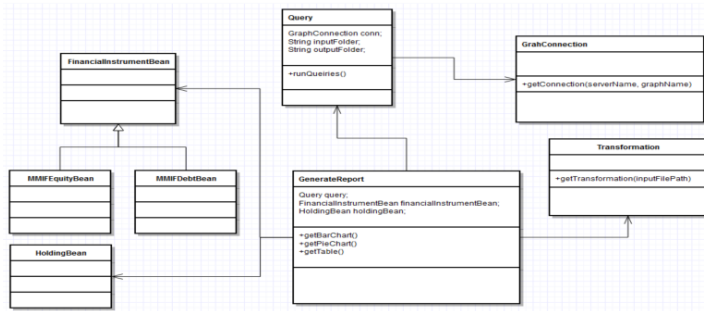 Query
GraphConnection conn;
String inputFolder;
String outputFolder;
+runQueiries()
GrahConnection
+getConnection(serverName, graphName)
FinancialInstrumentBean
Transformation
+getTransformation(inputFilePath)
MMIFEquityBean
MMIFDebtBean
GenerateReport
Query query;
FinancialInstrumentBean financialInstrumentBean;
HoldingBean holdingBean;
+getBarChart()
+getPieChart()
+getTable()
HoldingBean